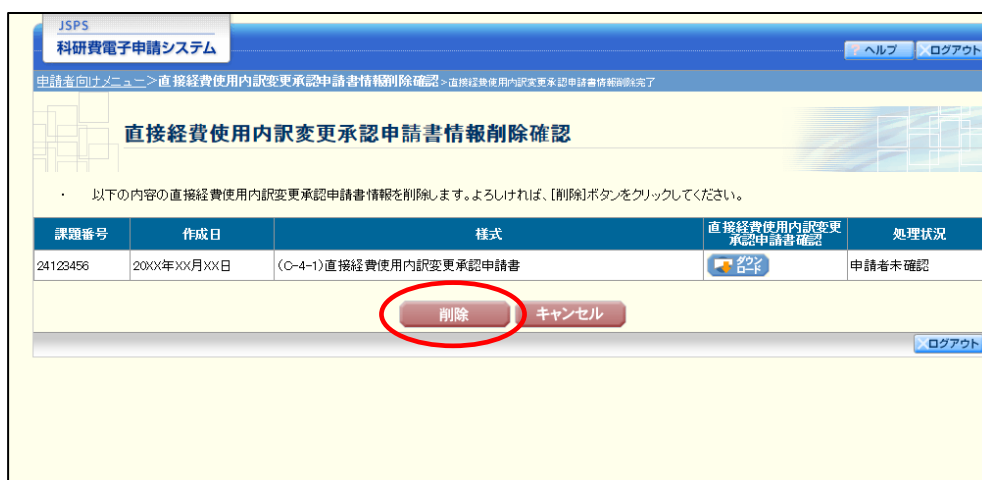 JSPS
科研費電子申請システム
? ヘルプ
ログアウト
申請者向けメニュー>直接経費使用内訳変更承認申請書情報削除確認>直接経費使用内訳変更承認申請書情報削除完了
直接経費使用内訳変更承認申請書情報削除確認
・ 以下の内容の直接経費使用内訳変更承認申請書情報を削除します。よろしければ、[削除]ボタンをクリックしてください。
課題番号 作成日 様式 直接経費使用内訳変更承認申請書確認 処理状況
24123456 20XX年XX月XX日 (C-4-1)直接経費使用内訳変更承認申請書 ダウンロード 申請者未確認
削除 キャンセル
ログアウト